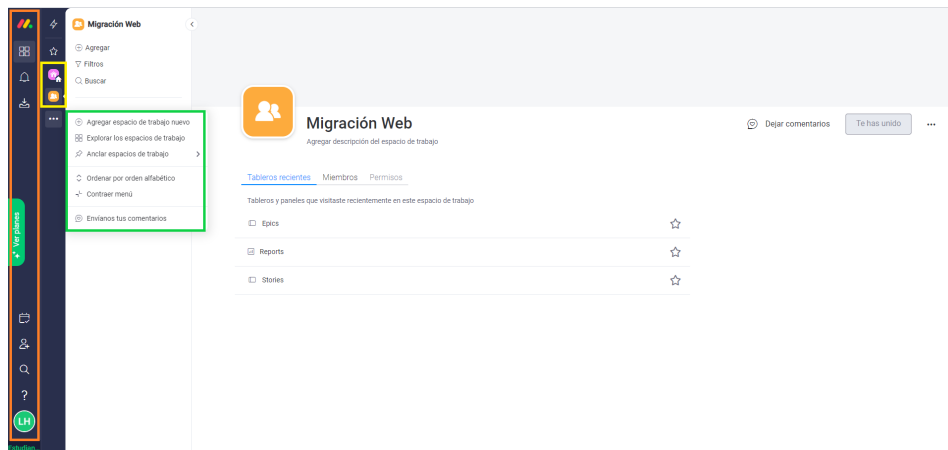 Migración Web
Agregar
Filtros
Buscar
Agregar espacio de trabajo nuevo
Explorar los espacios de trabajo
Anclar espacios de trabajo
Ordenar por orden alfabético
Contraer menú
Envíanos tus comentarios
Ver planes
LH
Estudian
Migración Web
Agregar descripción del espacio de trabajo
Dejar comentarios
Te has unido
Tableros recientes Miembros Permisos
Tableros y paneles que visitaste recientemente en este espacio de trabajo
Epics
Reports
Stories